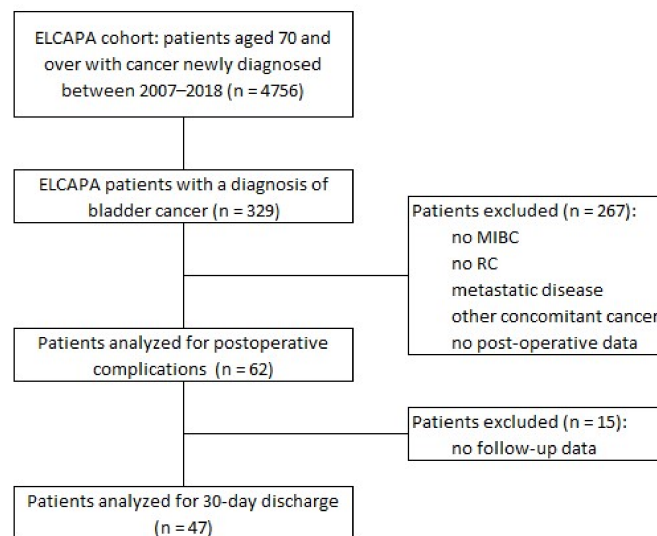 ELCAPA cohort: patients aged 70 and
over with cancer newly diagnosed
between 2007–2018 (n = 4756)
ELCAPA patients with a diagnosis of
bladder cancer (n = 329)
Patients excluded (n = 267):
no MIBC
no RC
metastatic disease
other concomitant cancer
no post-operative data
Patients analyzed for postoperative
complications (n = 62)
Patients excluded (n = 15):
no follow-up data
Patients analyzed for 30-day discharge
(n = 47)